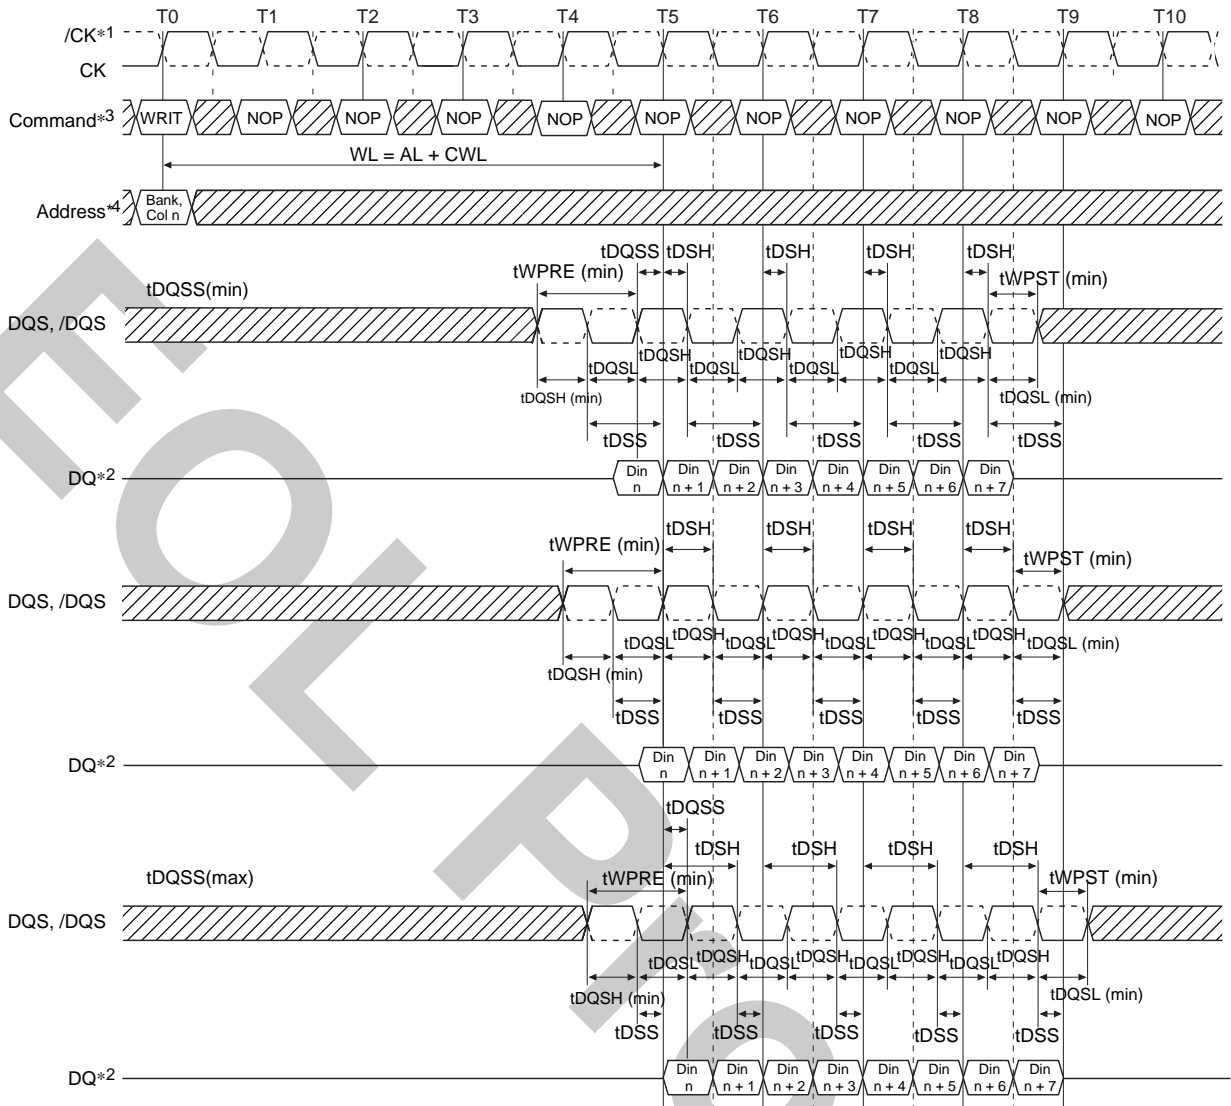 T0 T1 T2 T3 T4 T5 T6 T7 T8 T9 T10
/CK*1
CK
Command*3 WRIT NOP NOP NOP NOP NOP NOP NOP NOP NOP NOP
WL = AL + CWL
Address*4 Bank, Col n
tDQSS tDSH tDSH tDSH tDSH
tWPRE (min) tWPST (min)
tDQSS(min)
DQS, /DQS
tDQSH tDQSH tDQSH tDQSH
tDQSL tDQSL tDQSL tDQSL
tDQSH (min) tDQSL (min)
tDSS tDSS tDSS tDSS tDSS
DQ*2 Din n Din n + 1 Din n + 2 Din n + 3 Din n + 4 Din n + 5 Din n + 6 Din n + 7
tDSH tDSH tDSH tDSH
tWPRE (min) tWPST (min)
DQS, /DQS
tDQSL tDQSH tDQSL tDQSH tDQSL tDQSH tDQSL tDQSH tDQSL (min)
tDQSH (min)
tDSS tDSS tDSS tDSS tDSS
DQ*2 Din n Din n + 1 Din n + 2 Din n + 3 Din n + 4 Din n + 5 Din n + 6 Din n + 7
tDQSS
tDSH tDSH tDSH tDSH
tDQSS(max) tWPRE (min) tWPST (min)
DQS, /DQS
tDQSL tDQSH tDQSL tDQSH tDQSL tDQSH tDQSL tDQSH
tDQSH (min) tDQSL (min)
tDSS tDSS tDSS tDSS tDSS
DQ*2 Din n Din n + 1 Din n + 2 Din n + 3 Din n + 4 Din n + 5 Din n + 6 Din n + 7
EOL Pro